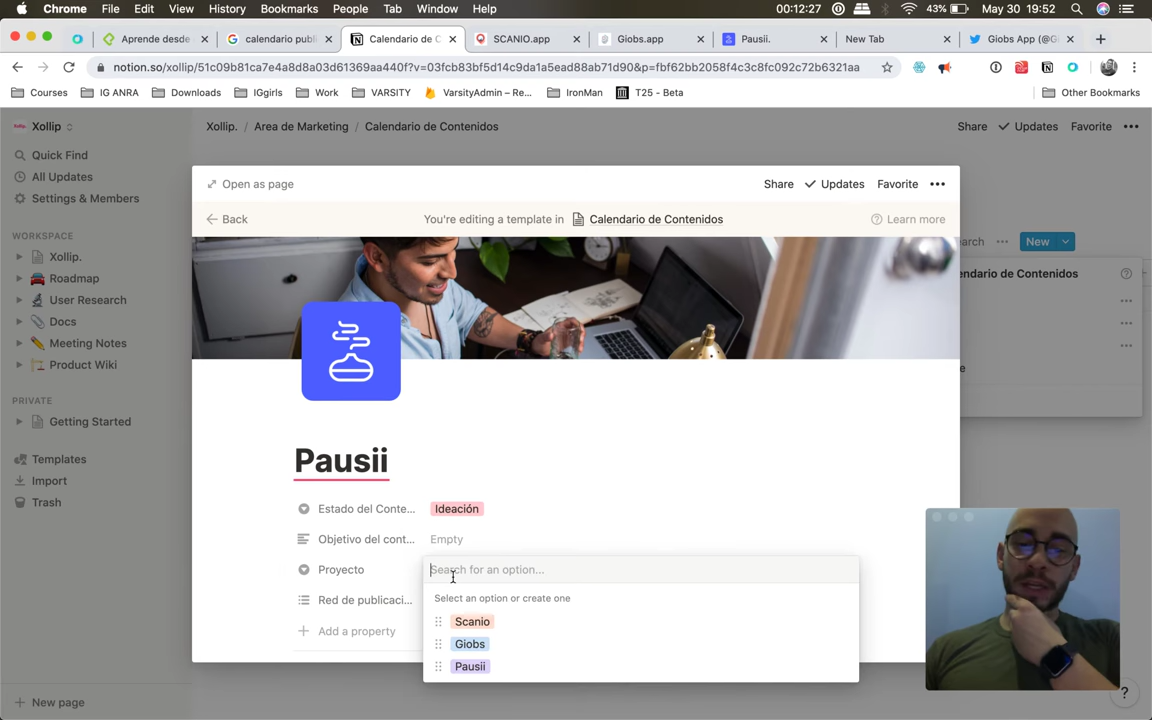 Chrome File Edit View History Bookmarks People Tab Window Help 00:12:27 43% May 30 19:52
Aprende desde
calendario publ
Calendario de C
SCANIO.app
Giobs.app
Pausii.
New Tab
Giobs App (@G
notion.so/xollip/51c09b81ca7e4a8d8a03d61369aa440f?v=03fcb83bf5d14c9da1a5ead88ab71d90&p=fbf62bb2058f4c3c8fc092c72b6321aa
Courses IG ANRA Downloads IGgirls Work VARSITY VarsityAdmin – Re... IronMan T25 - Beta Other Bookmarks
Xollip
Xollip. / Area de Marketing / Calendario de Contenidos
Share Updates Favorite
Quick Find
All Updates
Settings & Members
WORKSPACE
Xollip.
Roadmap
User Research
Docs
Meeting Notes
Product Wiki
PRIVATE
Getting Started
Templates
Import
Trash
New page
Open as page
Share Updates Favorite
Back
You're editing a template in Calendario de Contenidos
Learn more
earch
New
endario de Contenidos
e
Pausii
Estado del Conte... Ideación
Objetivo del cont... Empty
Proyecto Search for an option...
Select an option or create one
Red de publicaci...
Scanio
Add a property
Giobs
Pausii
?